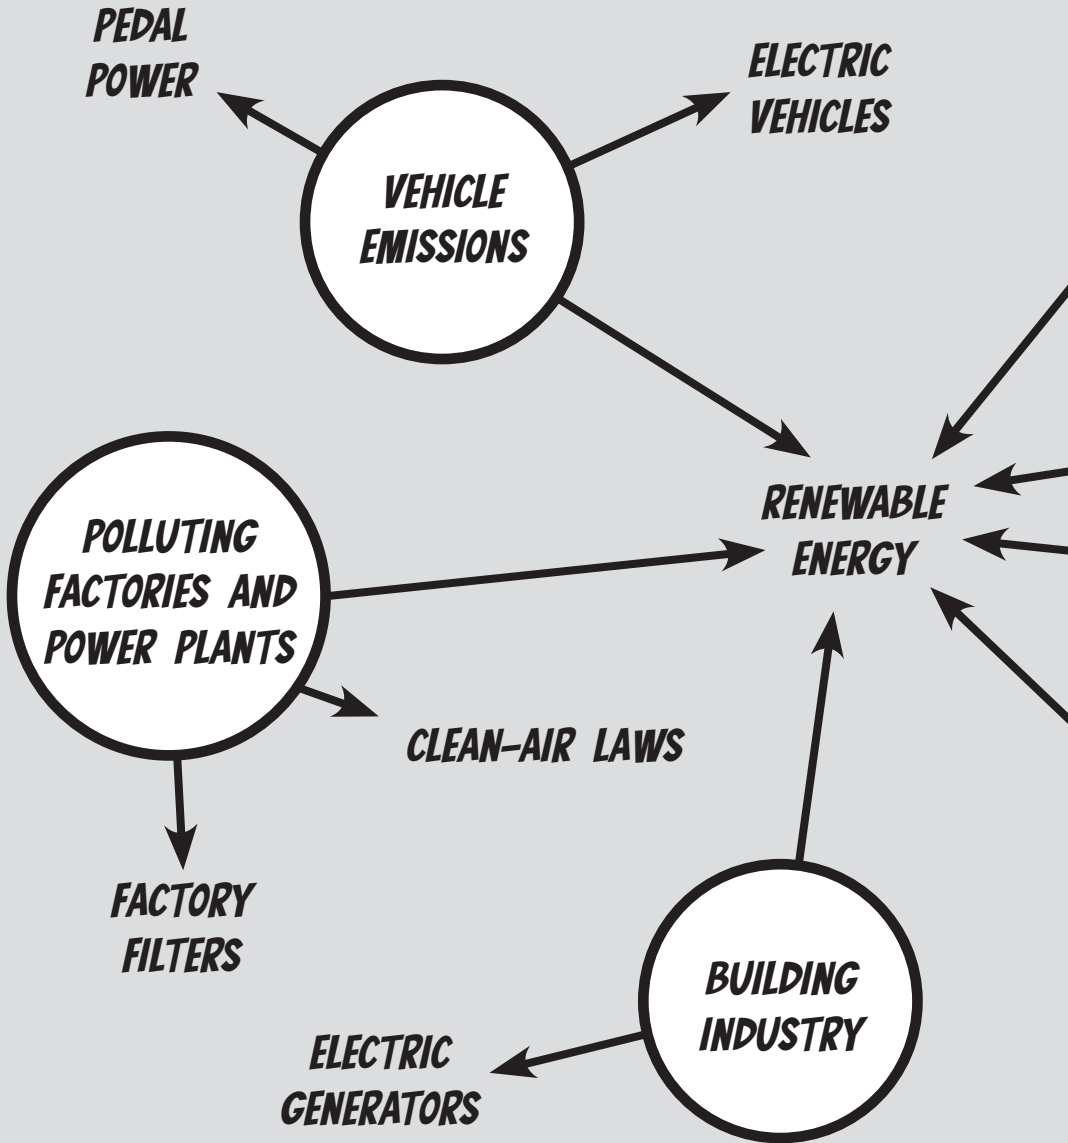 PEDAL
POWER
ELECTRIC
VEHICLES
VEHICLE
EMISSIONS
RENEWABLE
ENERGY
POLLUTING
FACTORIES AND
POWER PLANTS
CLEAN-AIR LAWS
FACTORY
FILTERS
BUILDING
INDUSTRY
ELECTRIC
GENERATORS